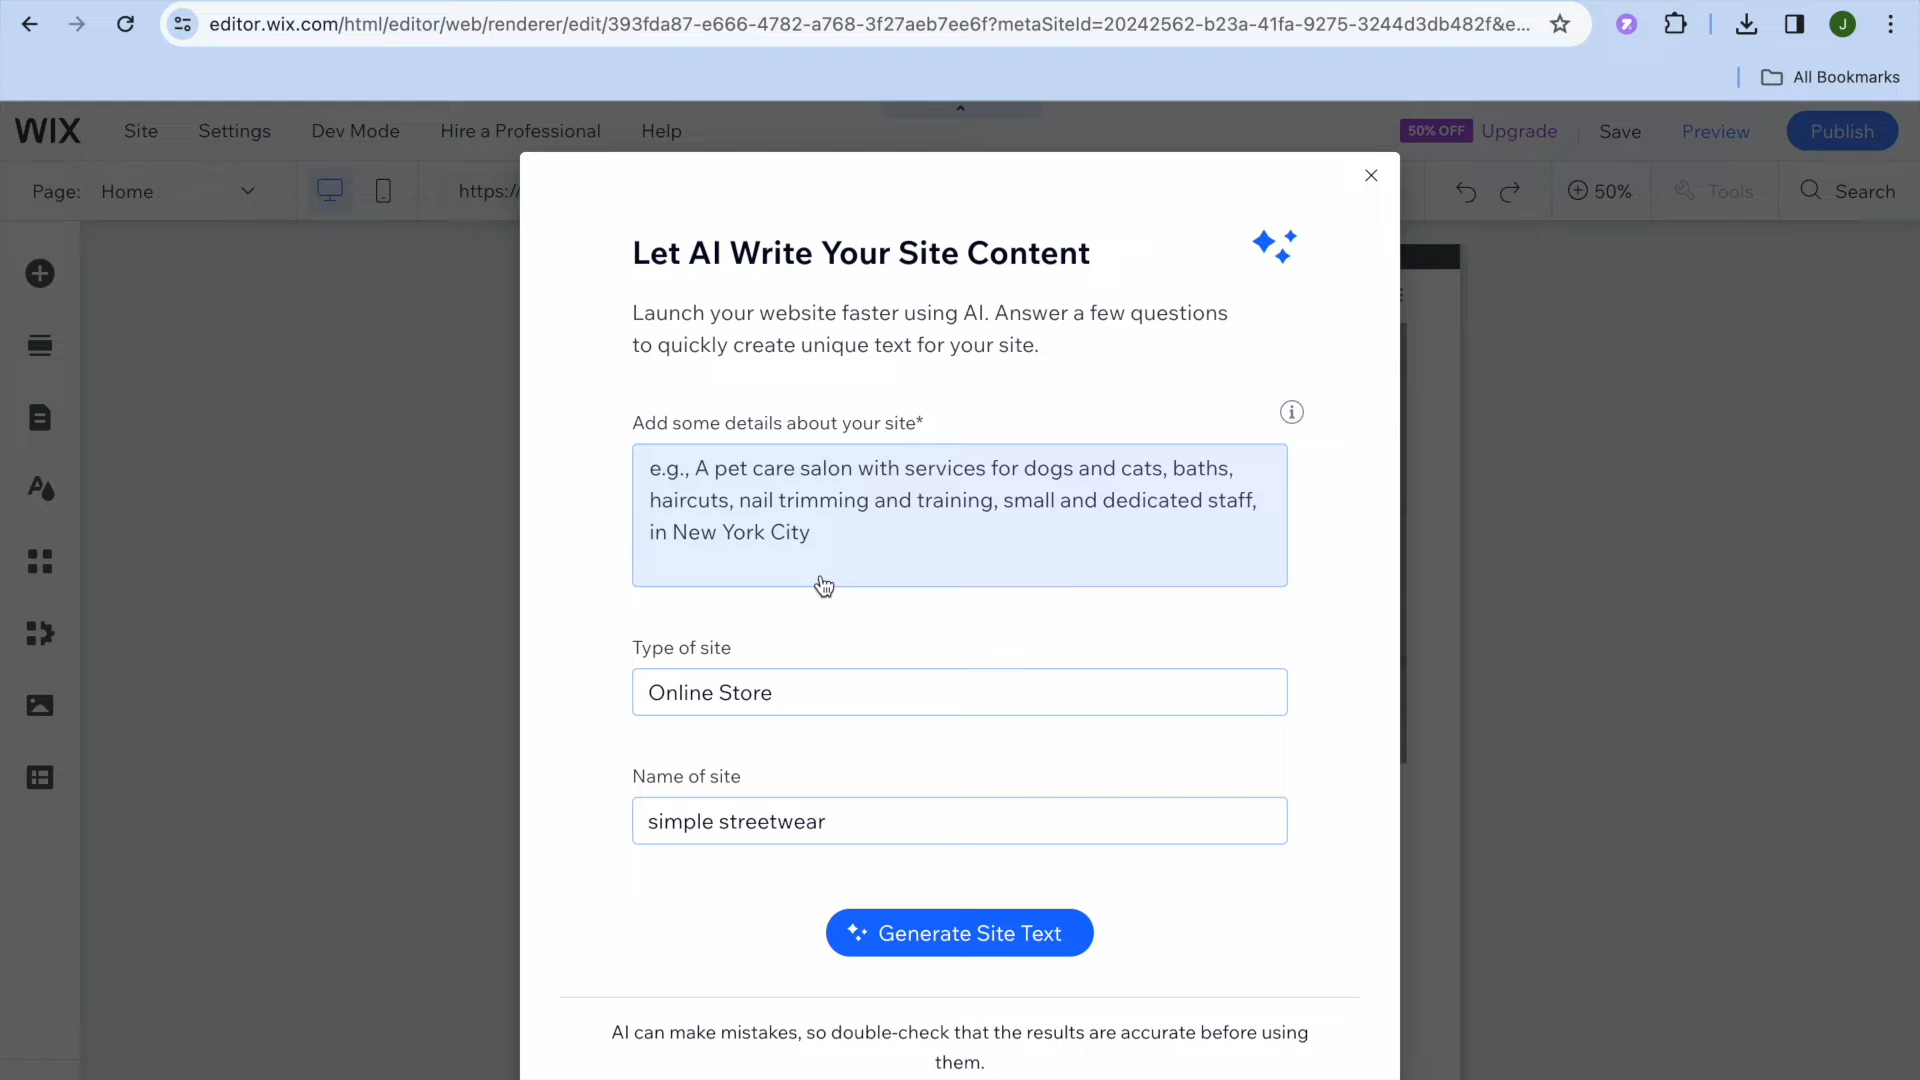 editor.wix.com/html/editor/web/renderer/edit/393fda87-e666-4782-a768-3f27aeb7ee6f?metaSiteId=20242562-b23a-41fa-9275-3244d3db482f&e...
J
All Bookmarks
WIX Site Settings Dev Mode Hire a Professional Help 50% OFF Upgrade Save Preview Publish
Page: Home https:// 50% Tools Search
Let AI Write Your Site Content
Launch your website faster using AI. Answer a few questions
to quickly create unique text for your site.
Add some details about your site*
e.g., A pet care salon with services for dogs and cats, baths,
haircuts, nail trimming and training, small and dedicated staff,
in New York City
Type of site
Online Store
Name of site
simple streetwear
Generate Site Text
AI can make mistakes, so double-check that the results are accurate before using
them.